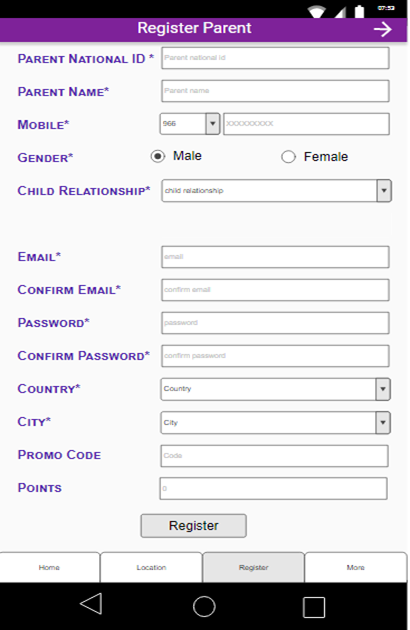 07:53
Register Parent
PARENT NATIONAL ID * Parent national id
PARENT NAME* Parent name
MOBILE* 966 XXXXXXXXX
GENDER* Male Female
CHILD RELATIONSHIP* child relationship
EMAIL* email
CONFIRM EMAIL* confirm email
PASSWORD* password
CONFIRM PASSWORD* confirm password
COUNTRY* Country
CITY* City
PROMO CODE Code
POINTS 0
Register
Home Location Register More